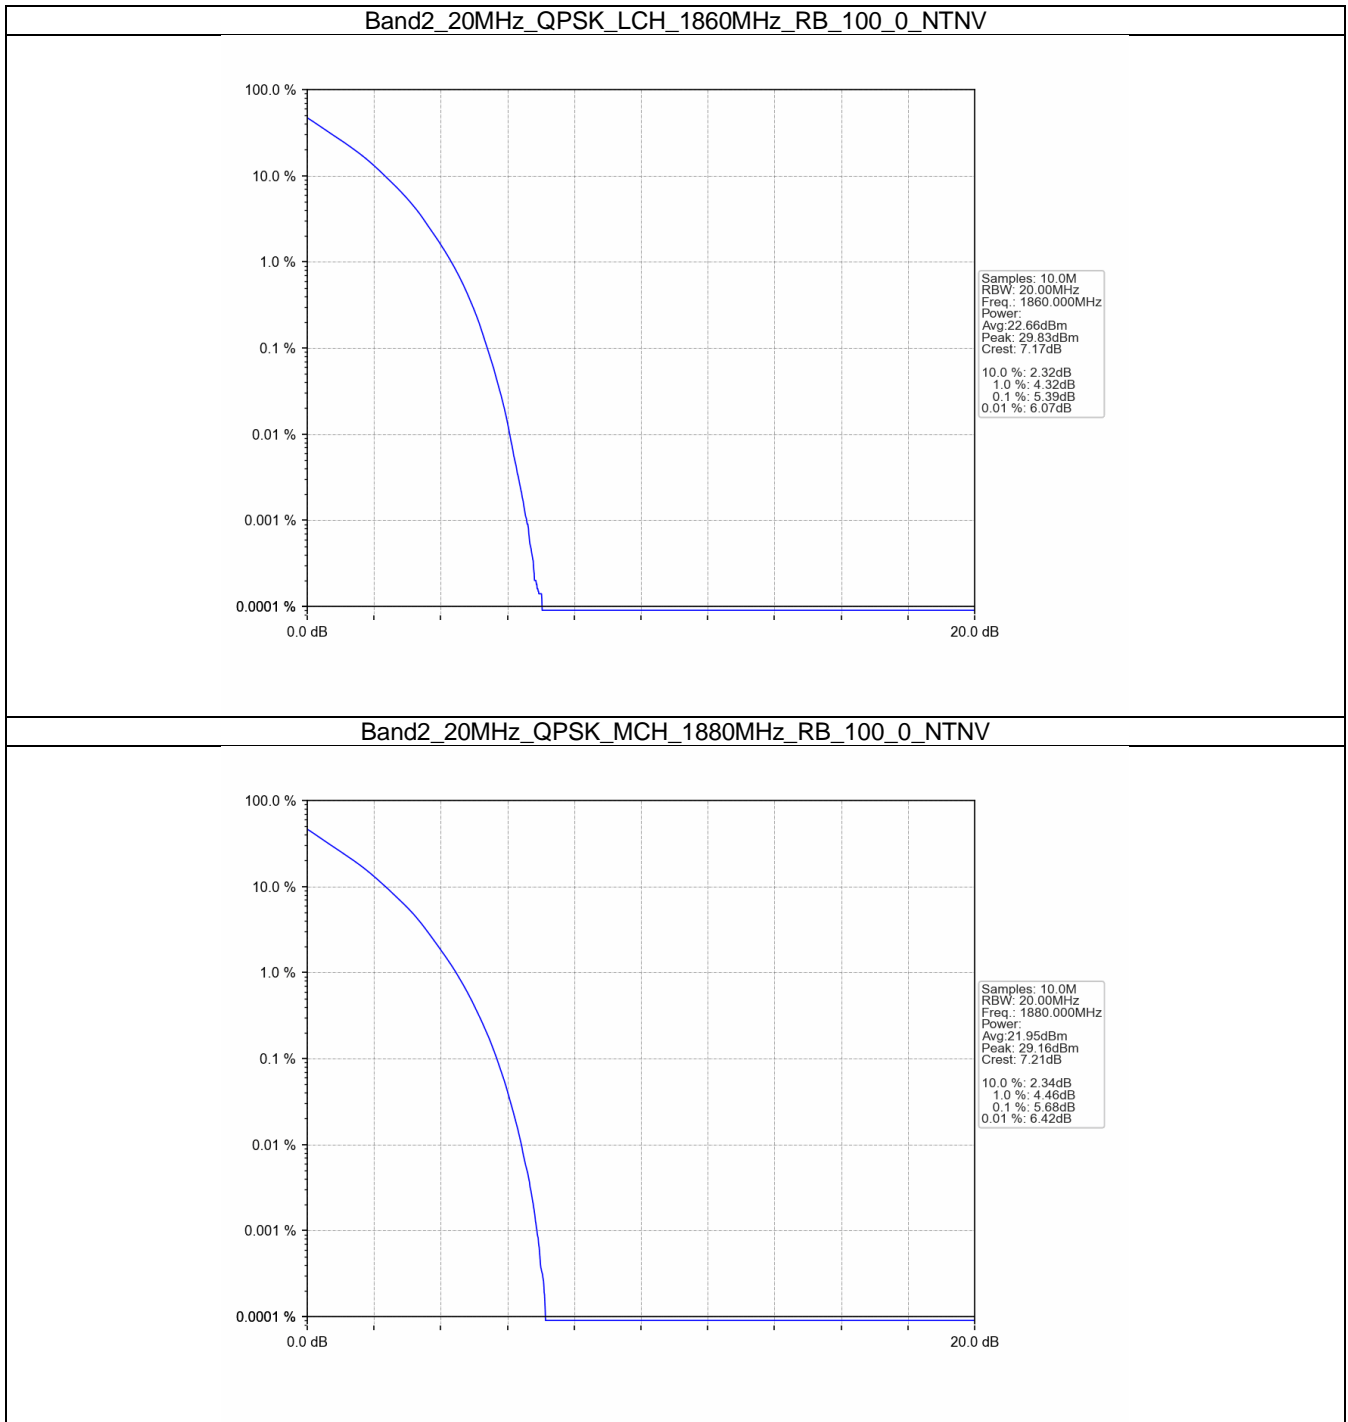 Band2_20MHz_QPSK_LCH_1860MHz_RB_100_0_NTNV
100.0 %
10.0 %
1.0 %
0.1 %
0.01 %
0.001 %
0.0001 %
0.0 dB
20.0 dB
Samples: 10.0M
RBW: 20.00MHz
Freq.: 1860.000MHz
Power:
Avg:22.66dBm
Peak: 29.83dBm
Crest: 7.17dB
10.0 %: 2.32dB
1.0 %: 4.32dB
0.1 %: 5.39dB
0.01 %: 6.07dB
Band2_20MHz_QPSK_MCH_1880MHz_RB_100_0_NTNV
100.0 %
10.0 %
1.0 %
0.1 %
0.01 %
0.001 %
0.0001 %
0.0 dB
20.0 dB
Samples: 10.0M
RBW: 20.00MHz
Freq.: 1880.000MHz
Power:
Avg:21.95dBm
Peak: 29.16dBm
Crest: 7.21dB
10.0 %: 2.34dB
1.0 %: 4.46dB
0.1 %: 5.68dB
0.01 %: 6.42dB